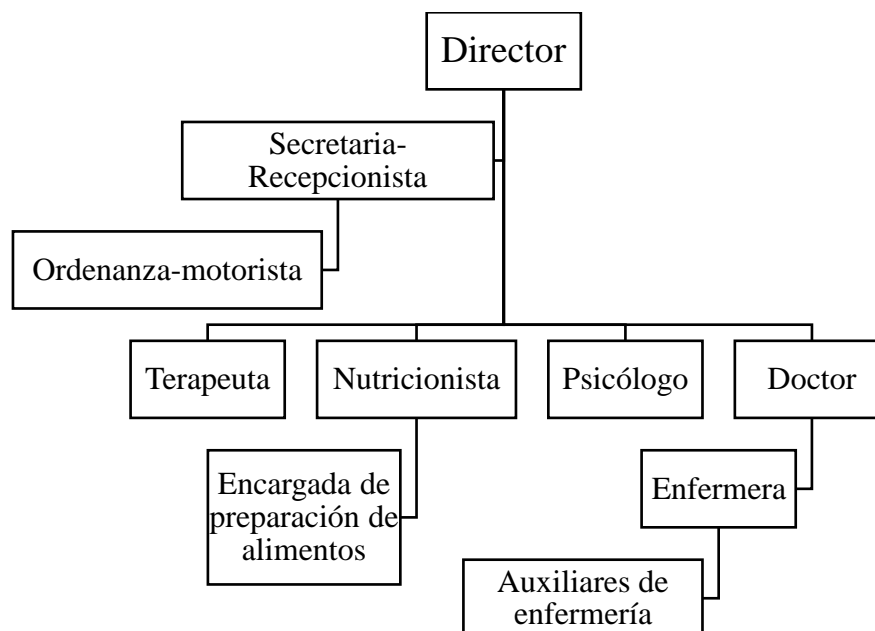 Director
Secretaria-
Recepcionista
Ordenanza-motorista
Terapeuta
Nutricionista
Psicólogo
Doctor
Encargada de
preparación de
alimentos
Enfermera
Auxiliares de
enfermería